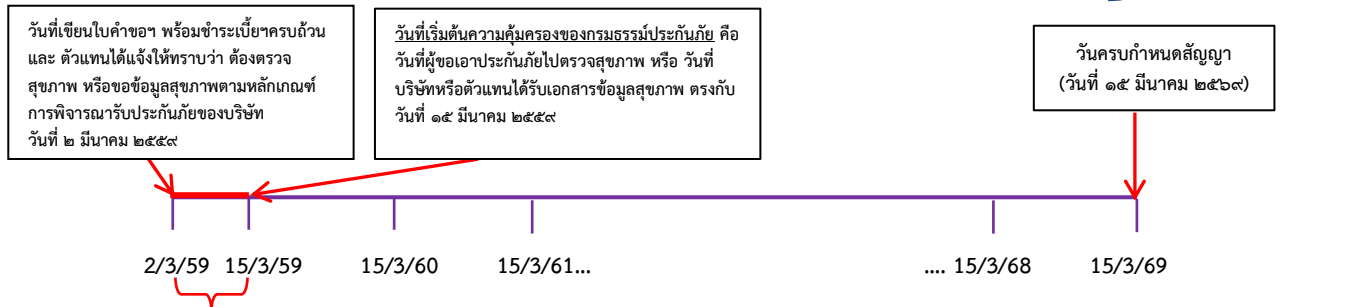 วันที่เขียนใบคำขอฯ พร้อมชำระเบี้ยฯครบถ้วน
และ ตัวแทนได้แจ้งให้ทราบว่า ต้องตรวจ
สุขภาพ หรือขอข้อมูลสุขภาพตามหลักเกณฑ์
การพิจารณารับประกันภัยของบริษัท
วันที่ ๒ มีนาคม ๒๕๕๙
วันที่เริ่มต้นความคุ้มครองของกรมธรรม์ประกันภัย คือ
วันที่ผู้ขอเอาประกันภัยไปตรวจสุขภาพ หรือ วันที่
บริษัทหรือตัวแทนได้รับเอกสารข้อมูลสุขภาพ ตรงกับ
วันที่ ๑๕ มีนาคม ๒๕๕๙
วันครบกำหนดสัญญา
(วันที่ ๑๕ มีนาคม ๒๕๖๙)
2/3/59 15/3/59 15/3/60 15/3/61... .... 15/3/68 15/3/69